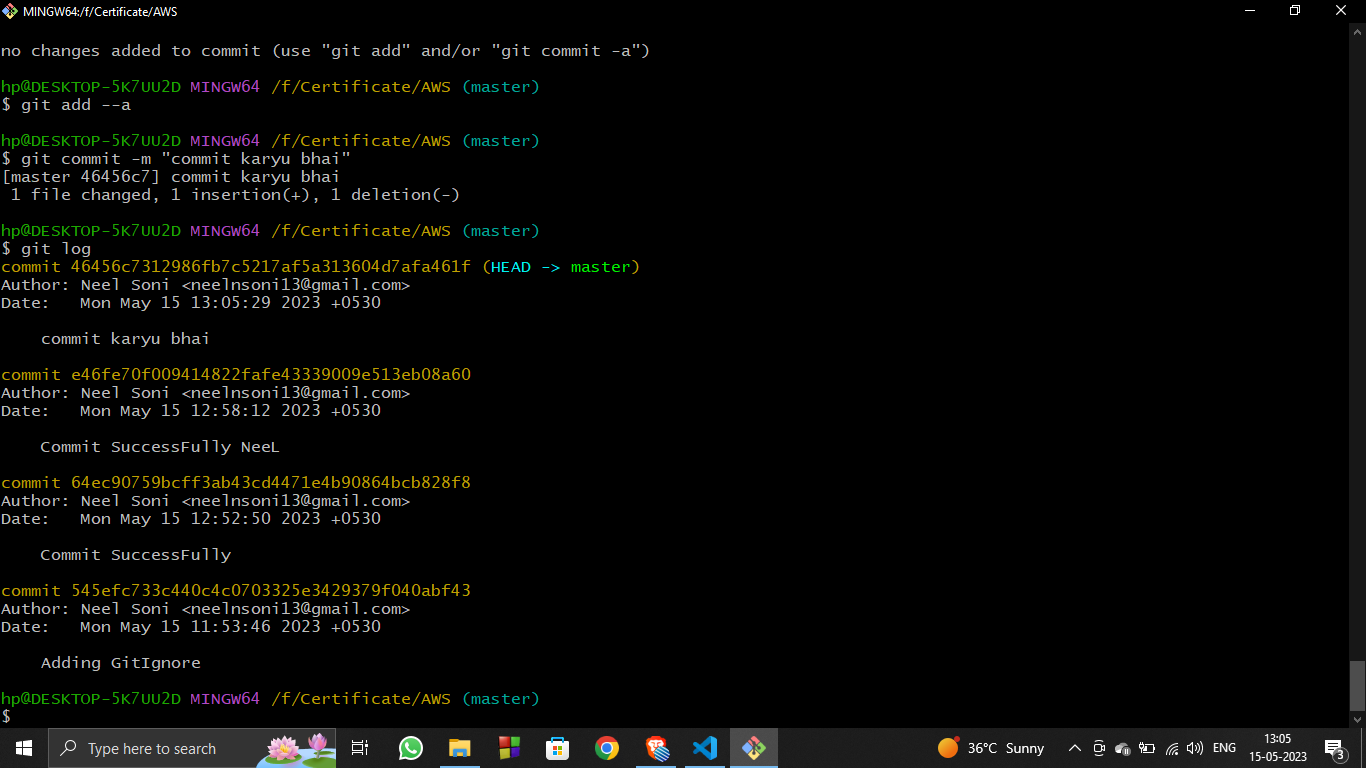 MINGW64:/f/Certificate/AWS
no changes added to commit (use "git add" and/or "git commit -a")
hp@DESKTOP-5K7UU2D MINGW64 /f/Certificate/AWS (master)
$ git add --a
hp@DESKTOP-5K7UU2D MINGW64 /f/Certificate/AWS (master)
$ git commit -m "commit karyu bhai"
[master 46456c7] commit karyu bhai
1 file changed, 1 insertion(+), 1 deletion(-)
hp@DESKTOP-5K7UU2D MINGW64 /f/Certificate/AWS (master)
$ git log
commit 46456c7312986fb7c5217af5a313604d7afa461f (HEAD -> master)
Author: Neel Soni <neelnsoni13@gmail.com>
Date:   Mon May 15 13:05:29 2023 +0530
commit karyu bhai
commit e46fe70f009414822fafe43339009e513eb08a60
Author: Neel Soni <neelnsoni13@gmail.com>
Date:   Mon May 15 12:58:12 2023 +0530
Commit SuccessFully NeeL
commit 64ec90759bcff3ab43cd4471e4b90864bcb828f8
Author: Neel Soni <neelnsoni13@gmail.com>
Date:   Mon May 15 12:52:50 2023 +0530
Commit SuccessFully
commit 545efc733c440c4c0703325e3429379f040abf43
Author: Neel Soni <neelnsoni13@gmail.com>
Date:   Mon May 15 11:53:46 2023 +0530
Adding GitIgnore
hp@DESKTOP-5K7UU2D MINGW64 /f/Certificate/AWS (master)
$
Type here to search
36°C Sunny
ENG
13:05
15-05-2023
3